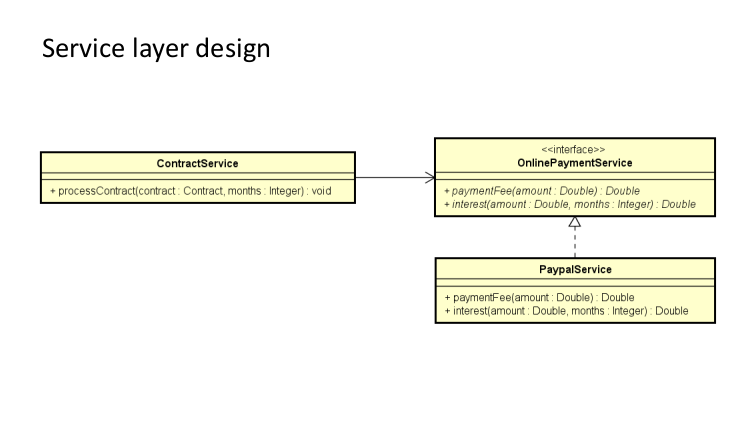 Service layer design
ContractService
+ processContract(contract : Contract, months : Integer) : void
<<interface>>
OnlinePaymentService
+ paymentFee(amount : Double) : Double
+ interest(amount : Double, months : Integer) : Double
PaypalService
+ paymentFee(amount : Double) : Double
+ interest(amount : Double, months : Integer) : Double